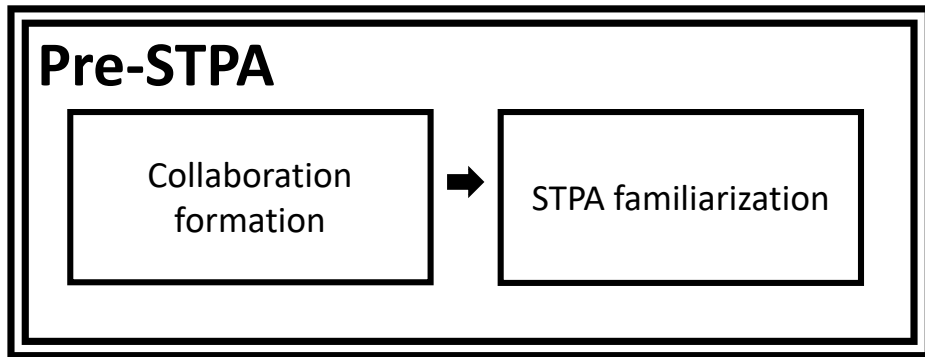 Pre-STPA
Collaboration
formation
STPA familiarization